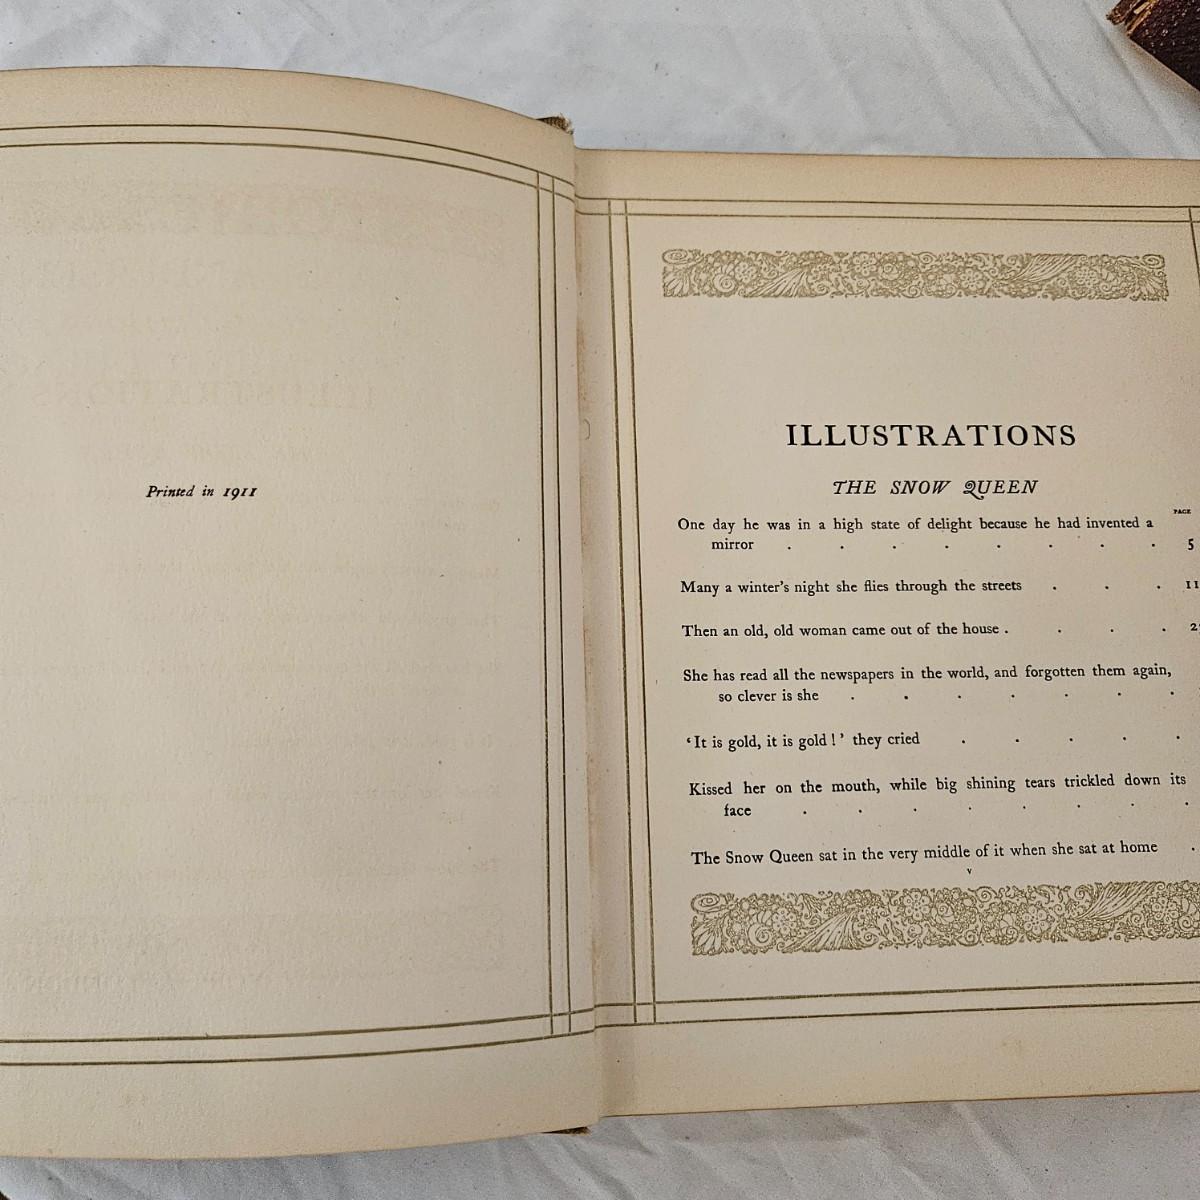 Printed in 1911
ILLUSTRATIONS
THE SNOW QUEEN
PAGE
One day he was in a high state of delight because he had invented a
mirror . . . . . . . . 5
Many a winter's night she flies through the streets . . . 11
Then an old, old woman came out of the house . . . . 2
She has read all the newspapers in the world, and forgotten them again,
so clever is she . . . . . . .
‘It is gold, it is gold!’ they cried . . . . .
Kissed her on the mouth, while big shining tears trickled down its
face . . . . . . . .
The Snow Queen sat in the very middle of it when she sat at home .
v